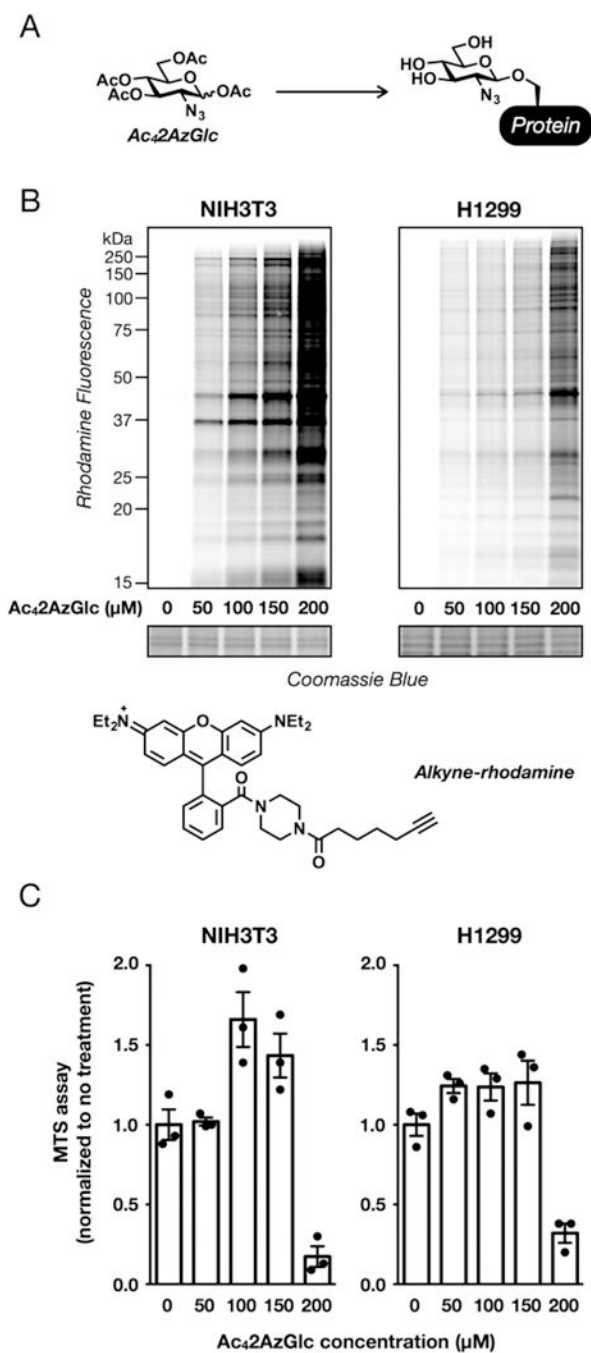 A
OAc
AcO
AcO
OAc
N3
Ac42AzGlc
OH
HO
HO
O
O
N3
Protein
B
NIH3T3 H1299
kDa
250
150
100
75
50
37
25
20
15
Rhodamine Fluorescence
Ac42AzGlc (µM) 0 50 100 150 200 0 50 100 150 200
Coomassie Blue
Et2N + O NEt2
O
N
N
O
Alkyne-rhodamine
C
NIH3T3 H1299
MTS assay
(normalized to no treatment)
2.0 2.0
1.5 1.5
1.0 1.0
0.5 0.5
0.0 0.0
0 50 100 150 200 0 50 100 150 200
Ac42AzGlc concentration (µM)